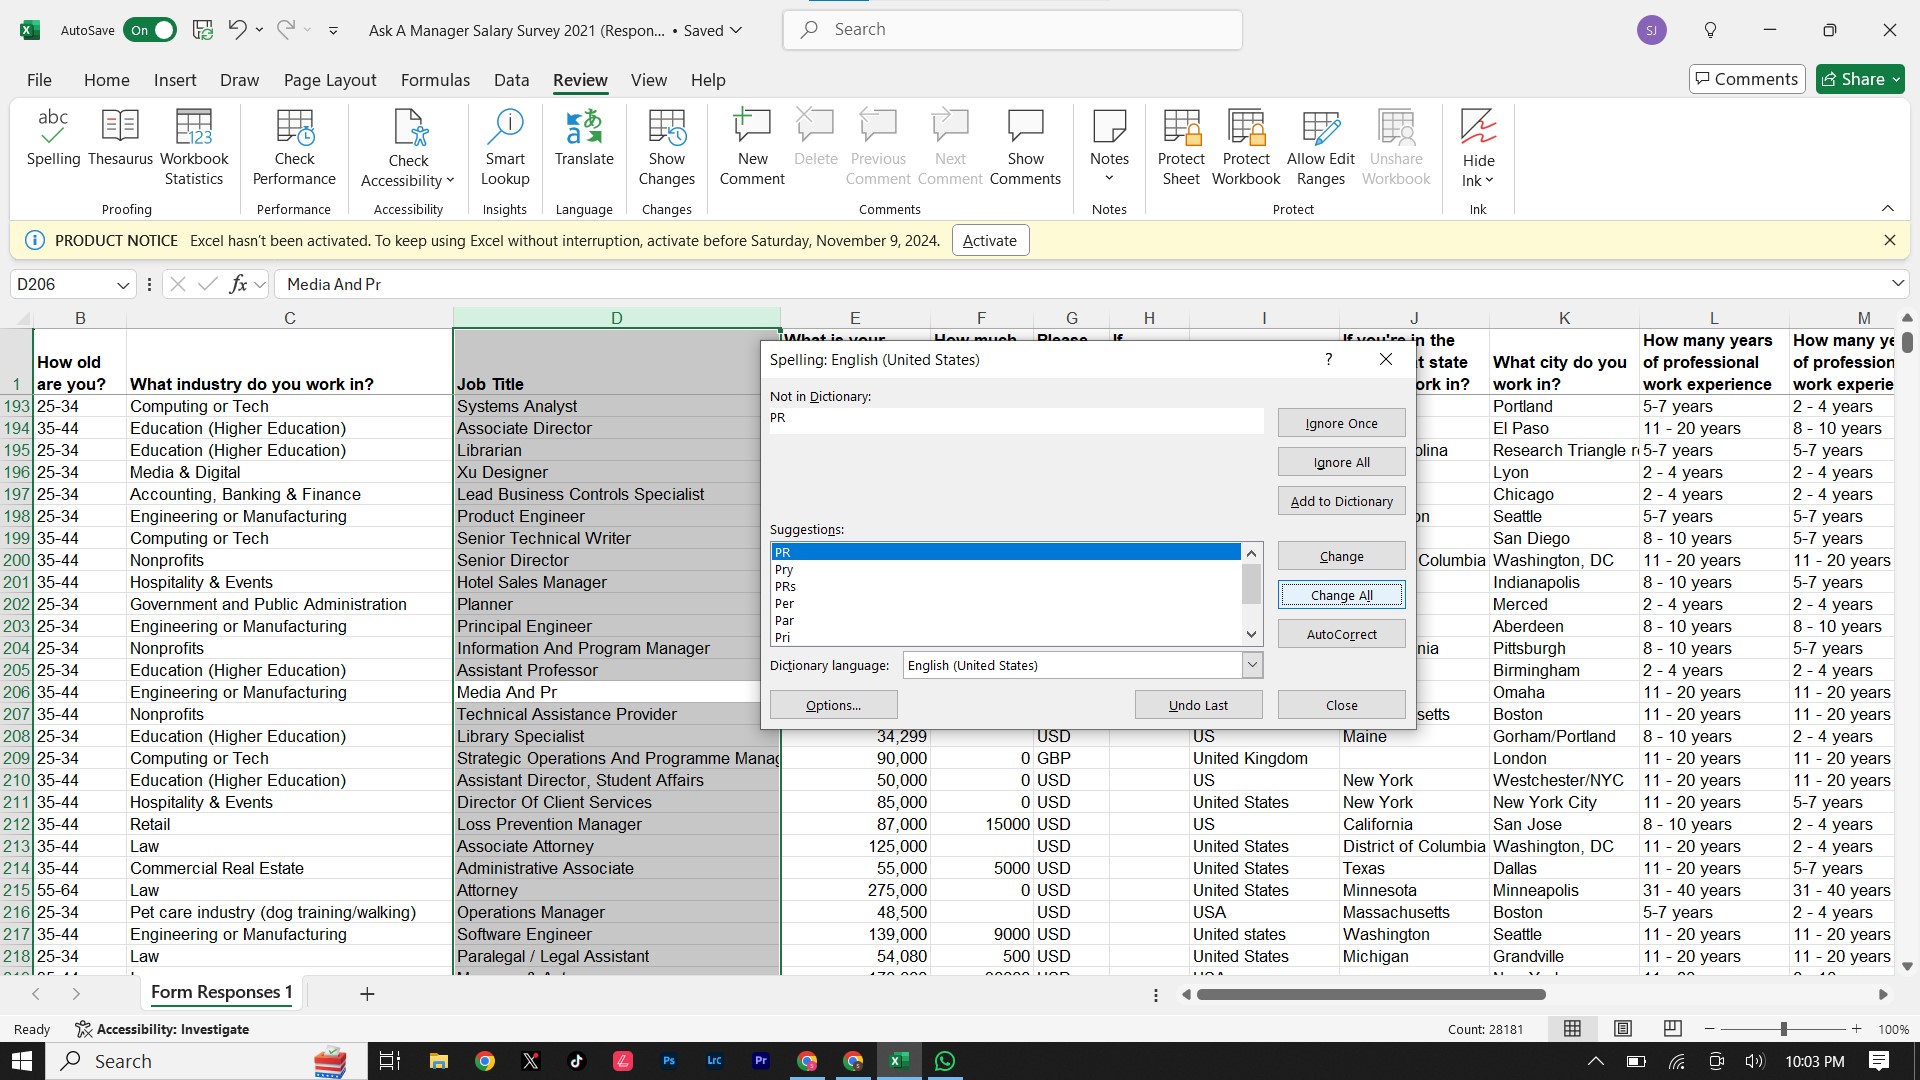 AutoSave On Ask A Manager Salary Survey 2021 (Respon... • Saved Search SJ
File Home Insert Draw Page Layout Formulas Data Review View Help Comments Share
abc 123
Spelling Thesaurus Workbook Statistics Check Performance Check Accessibility Smart Lookup Translate Show Changes New Comment Delete Previous Comment Next Comment Show Comments Notes Protect Sheet Protect Workbook Allow Edit Ranges Unshare Workbook Hide Ink
Proofing Performance Accessibility Insights Language Changes Comments Notes Protect Ink
PRODUCT NOTICE Excel hasn't been activated. To keep using Excel without interruption, activate before Saturday, November 9, 2024. Activate
D206 fx Media And Pr
B C D E F G H I J K L M
1 How old are you? What industry do you work in? Job Title What is your How much Please If If you're in the What city do you work in? How many years of professional work experience
193 25-34 Computing or Tech Systems Analyst Portland 5-7 years 2 - 4 years
194 35-44 Education (Higher Education) Associate Director El Paso 11 - 20 years 8 - 10 years
195 25-34 Education (Higher Education) Librarian Research Triangle 5-7 years 5-7 years
196 25-34 Media & Digital Xu Designer Lyon 2 - 4 years 2 - 4 years
197 25-34 Accounting, Banking & Finance Lead Business Controls Specialist Chicago 2 - 4 years 2 - 4 years
198 25-34 Engineering or Manufacturing Product Engineer Seattle 5-7 years 5-7 years
199 35-44 Computing or Tech Senior Technical Writer San Diego 8 - 10 years 5-7 years
200 35-44 Nonprofits Senior Director Columbia Washington, DC 11 - 20 years 11 - 20 years
201 35-44 Hospitality & Events Hotel Sales Manager Indianapolis 8 - 10 years 5-7 years
202 25-34 Government and Public Administration Planner Merced 2 - 4 years 2 - 4 years
203 25-34 Engineering or Manufacturing Principal Engineer Aberdeen 8 - 10 years 8 - 10 years
204 25-34 Nonprofits Information And Program Manager Pittsburgh 8 - 10 years 5-7 years
205 25-34 Education (Higher Education) Assistant Professor Birmingham 2 - 4 years 2 - 4 years
206 35-44 Engineering or Manufacturing Media And Pr Omaha 11 - 20 years 11 - 20 years
207 35-44 Nonprofits Technical Assistance Provider Boston 11 - 20 years 11 - 20 years
208 25-34 Education (Higher Education) Library Specialist 34,299 USD US Maine Gorham/Portland 8 - 10 years 2 - 4 years
209 25-34 Computing or Tech Strategic Operations And Programme Manag 90,000 0 GBP United Kingdom London 11 - 20 years 11 - 20 years
210 35-44 Education (Higher Education) Assistant Director, Student Affairs 50,000 0 USD US New York Westchester/NYC 11 - 20 years 11 - 20 years
211 35-44 Hospitality & Events Director Of Client Services 85,000 0 USD United States New York New York City 11 - 20 years 5-7 years
212 35-44 Retail Loss Prevention Manager 87,000 15000 USD US California San Jose 8 - 10 years 2 - 4 years
213 35-44 Law Associate Attorney 125,000 USD United States District of Columbia Washington, DC 11 - 20 years 2 - 4 years
214 35-44 Commercial Real Estate Administrative Associate 55,000 5000 USD United States Texas Dallas 11 - 20 years 5-7 years
215 55-64 Law Attorney 275,000 0 USD United States Minnesota Minneapolis 31 - 40 years 31 - 40 years
216 25-34 Pet care industry (dog training/walking) Operations Manager 48,500 USD USA Massachusetts Boston 5-7 years 2 - 4 years
217 35-44 Engineering or Manufacturing Software Engineer 139,000 9000 USD United states Washington Seattle 11 - 20 years 11 - 20 years
218 25-34 Law Paralegal / Legal Assistant 54,080 500 USD United States Michigan Grandville 11 - 20 years 11 - 20 years
Spelling: English (United States) ?
Not in Dictionary:
PR
Ignore Once
Ignore All
Add to Dictionary
Suggestions:
PR
Pry
PRs
Per
Par
Pri
Change
Change All
AutoCorrect
Dictionary language: English (United States)
Options... Undo Last Close
Form Responses 1
Ready Accessibility: Investigate Count: 28181 100%
Search Ps LrC Pr 10:03 PM